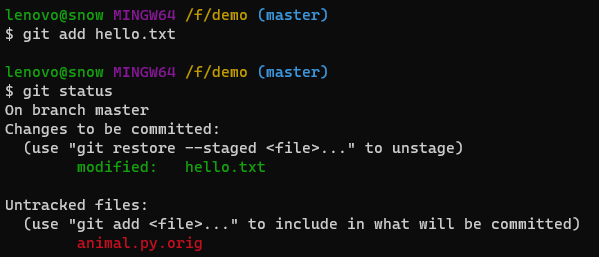 lenovo@snow MINGW64 /f/demo (master)
$ git add hello.txt
lenovo@snow MINGW64 /f/demo (master)
$ git status
On branch master
Changes to be committed:
  (use "git restore --staged <file>..." to unstage)
        modified:   hello.txt
Untracked files:
  (use "git add <file>..." to include in what will be committed)
        animal.py.orig